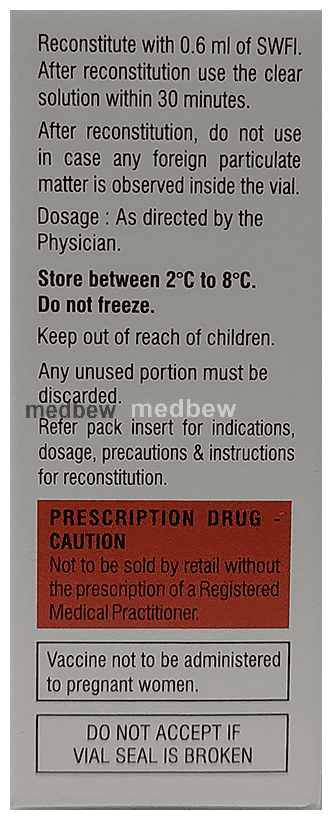 Reconstitute with 0.6 ml of SWFI.
After reconstitution use the clear
solution within 30 minutes.
After reconstitution, do not use
in case any foreign particulate
matter is observed inside the vial.
Dosage : As directed by the
Physician.
Store between 2°C to 8°C.
Do not freeze.
Keep out of reach of children.
Any unused portion must be
discarded.
medbew medbew
Refer pack insert for indications,
dosage, precautions & instructions
for reconstitution.
PRESCRIPTION DRUG -
CAUTION
Not to be sold by retail without
the prescription of a Registered
Medical Practitioner.
Vaccine not to be administered
to pregnant women.
DO NOT ACCEPT IF
VIAL SEAL IS BROKEN